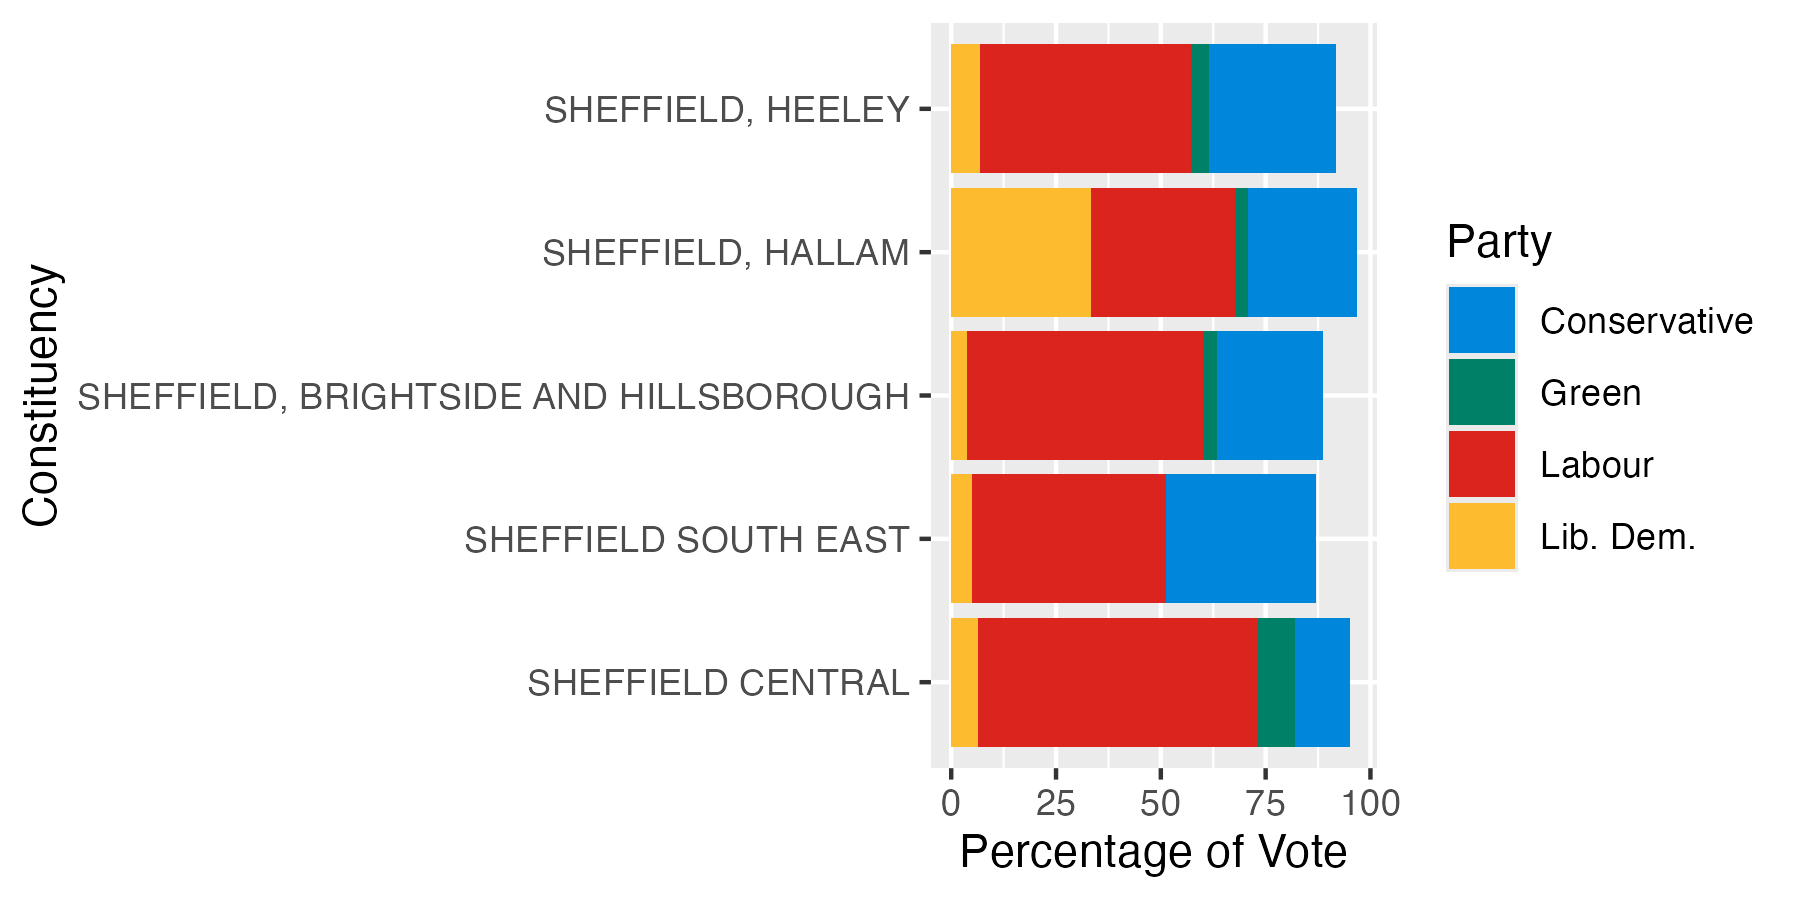 Constituency
SHEFFIELD, HEELEY
SHEFFIELD, HALLAM
SHEFFIELD, BRIGHTSIDE AND HILLSBOROUGH
SHEFFIELD SOUTH EAST
SHEFFIELD CENTRAL
0 25 50 75 100
Percentage of Vote
Party
Conservative
Green
Labour
Lib. Dem.